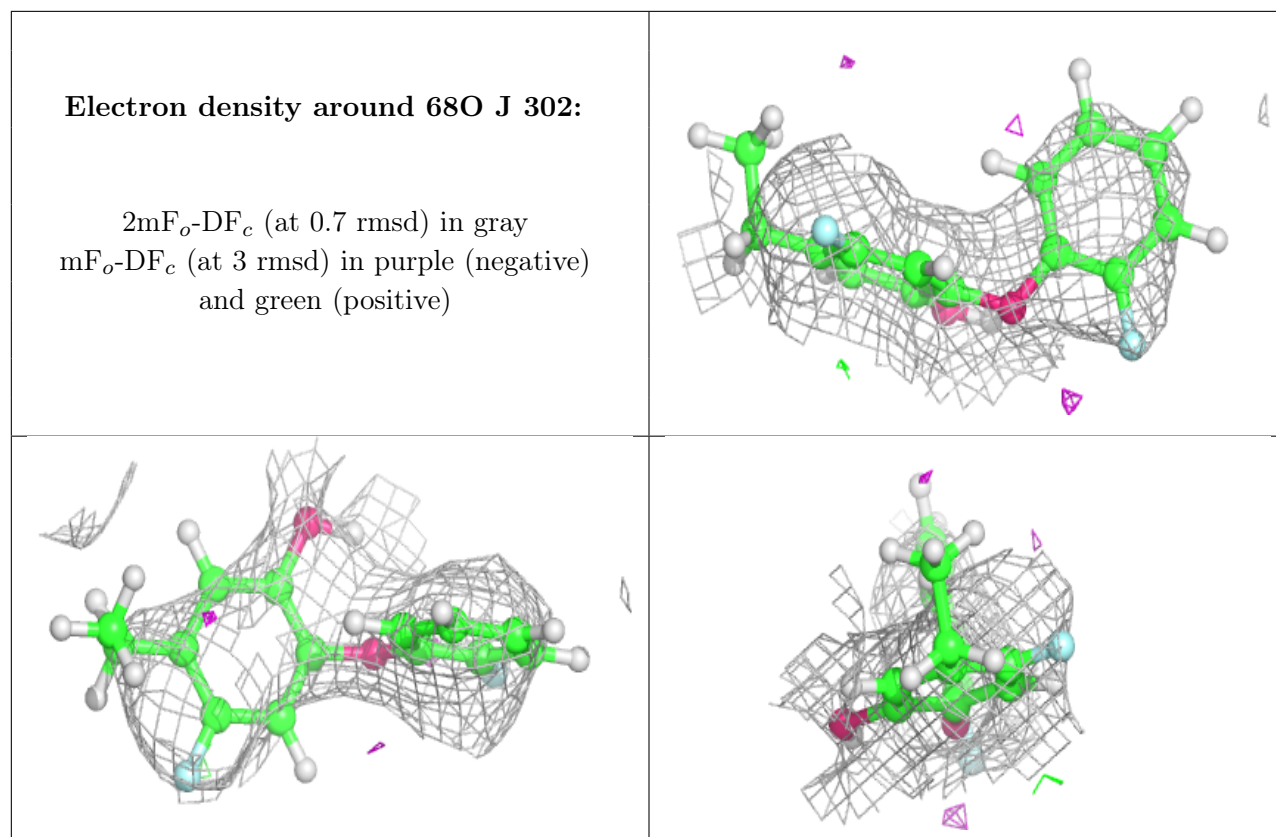 Electron density around 68O J 302:
2mFo-DFc (at 0.7 rmsd) in gray
mFo-DFc (at 3 rmsd) in purple (negative)
and green (positive)